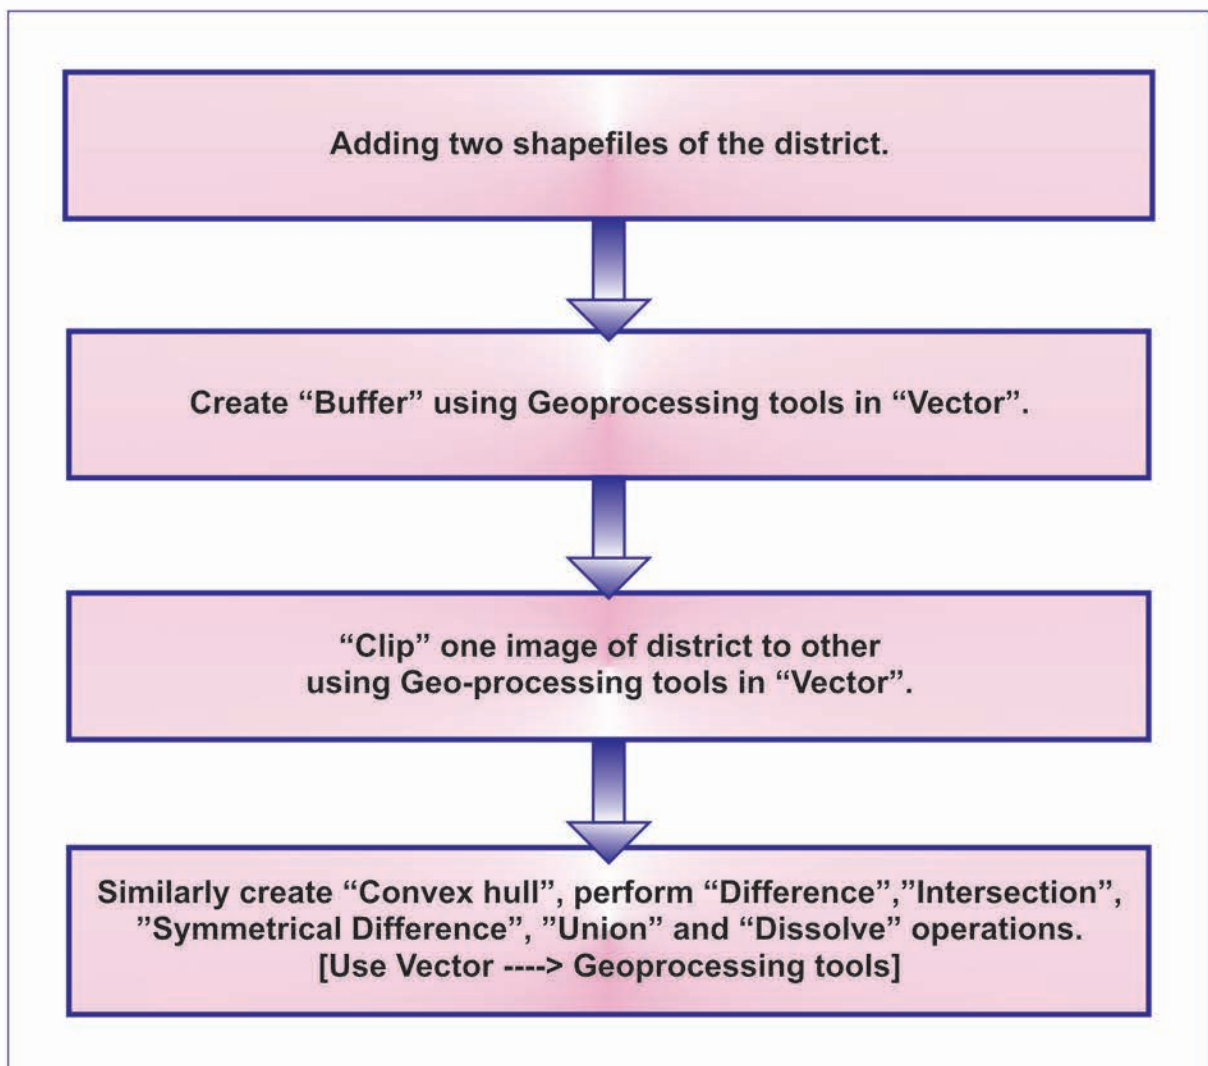 Adding two shapefiles of the district.
Create “Buffer” using Geoprocessing tools in “Vector”.
“Clip” one image of district to other
using Geo-processing tools in “Vector”.
Similarly create “Convex hull”, perform “Difference”,”Intersection”,
”Symmetrical Difference”, ”Union” and “Dissolve” operations.
[Use Vector ----> Geoprocessing tools]